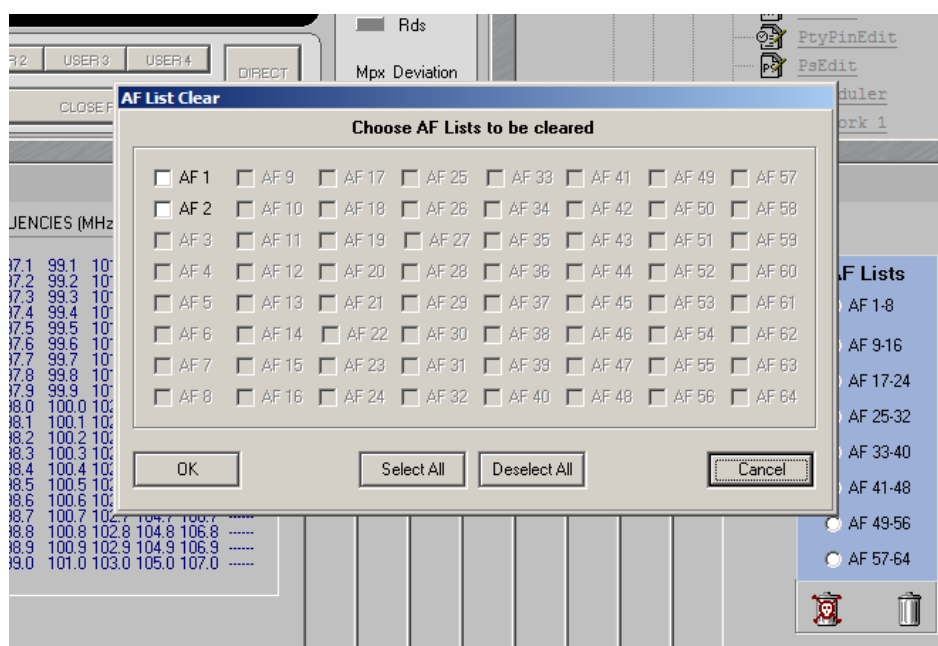 Rds
PtyPinEdit
USER 3 USER 4 DIRECT Mpx Deviation PsEdit
CLOSE
AF List Clear
Choose AF Lists to be cleared
AF 1 AF 9 AF 17 AF 25 AF 33 AF 41 AF 49 AF 57
AF 2 AF 10 AF 18 AF 26 AF 34 AF 42 AF 50 AF 58
AF 3 AF 11 AF 19 AF 27 AF 35 AF 43 AF 51 AF 59
AF 4 AF 12 AF 20 AF 28 AF 36 AF 44 AF 52 AF 60
AF 5 AF 13 AF 21 AF 29 AF 37 AF 45 AF 53 AF 61
AF 6 AF 14 AF 22 AF 30 AF 38 AF 46 AF 54 AF 62
AF 7 AF 15 AF 23 AF 31 AF 39 AF 47 AF 55 AF 63
AF 8 AF 16 AF 24 AF 32 AF 40 AF 48 AF 56 AF 64
OK Select All Deselect All Cancel
(MHz
99.1
99.2
99.3
99.4
99.5
99.6
99.7
99.8
99.9
100.0
100.1
100.2
100.3
100.4
100.5
100.6
100.7 102.7 104.7 106.7 ------
100.8 102.8 104.8 106.8 ------
100.9 102.9 104.9 106.9 ------
101.0 103.0 105.0 107.0 ------
Lists
AF 1-8
AF 9-16
AF 17-24
AF 25-32
AF 33-40
AF 41-48
AF 49-56
AF 57-64